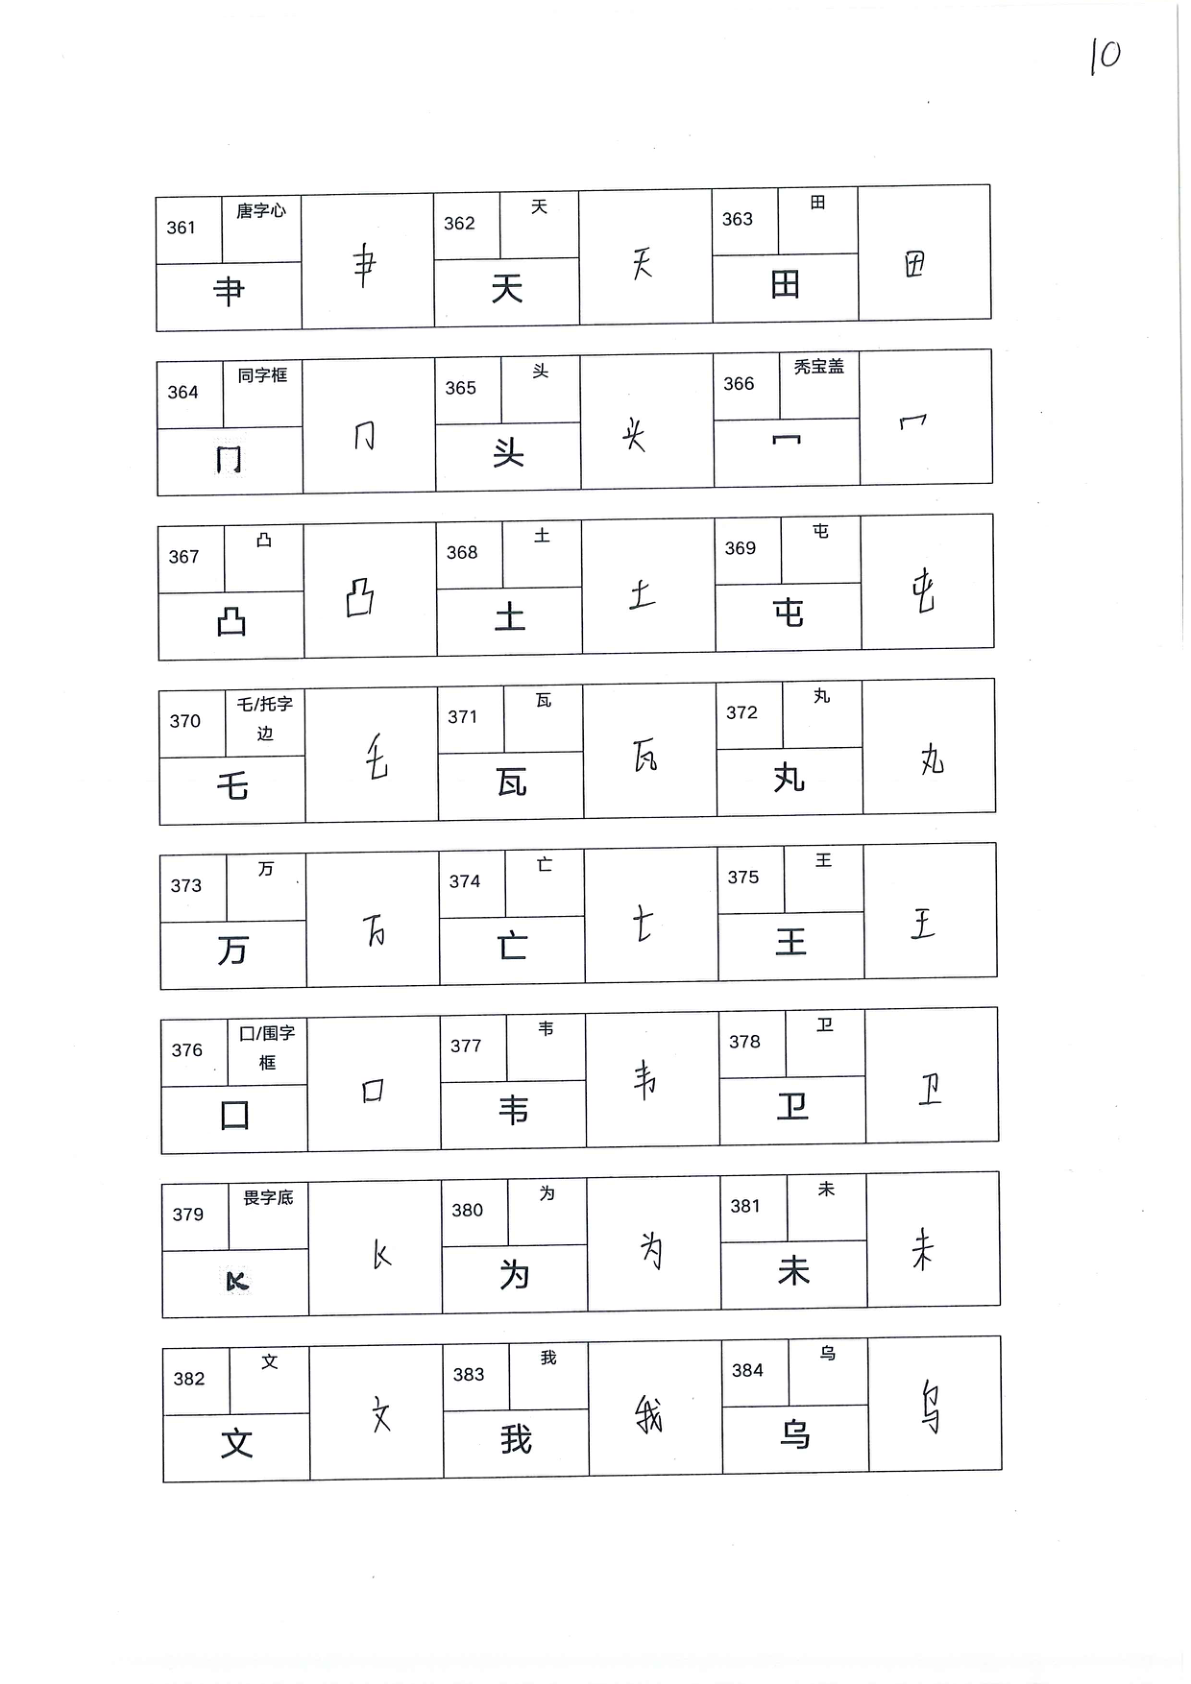 10
361 唐字心 肀 肀 362 天 天 天 363 田 田 田
364 同字框 冂 冂 365 头 头 头 366 秃宝盖 冖 冖
367 凸 凸 凸 368 土 土 土 369 屯 屯 屯
370 乇/托字边 乇 乇 371 瓦 瓦 瓦 372 丸 丸 丸
373 万 万 万 374 亡 亡 亡 375 王 王 王
376 口/围字框 口 口 377 韦 韦 韦 378 卫 卫 卫
379 畏字底 380 为 为 为 381 未 未 未
382 文 文 文 383 我 我 我 384 乌 乌 乌